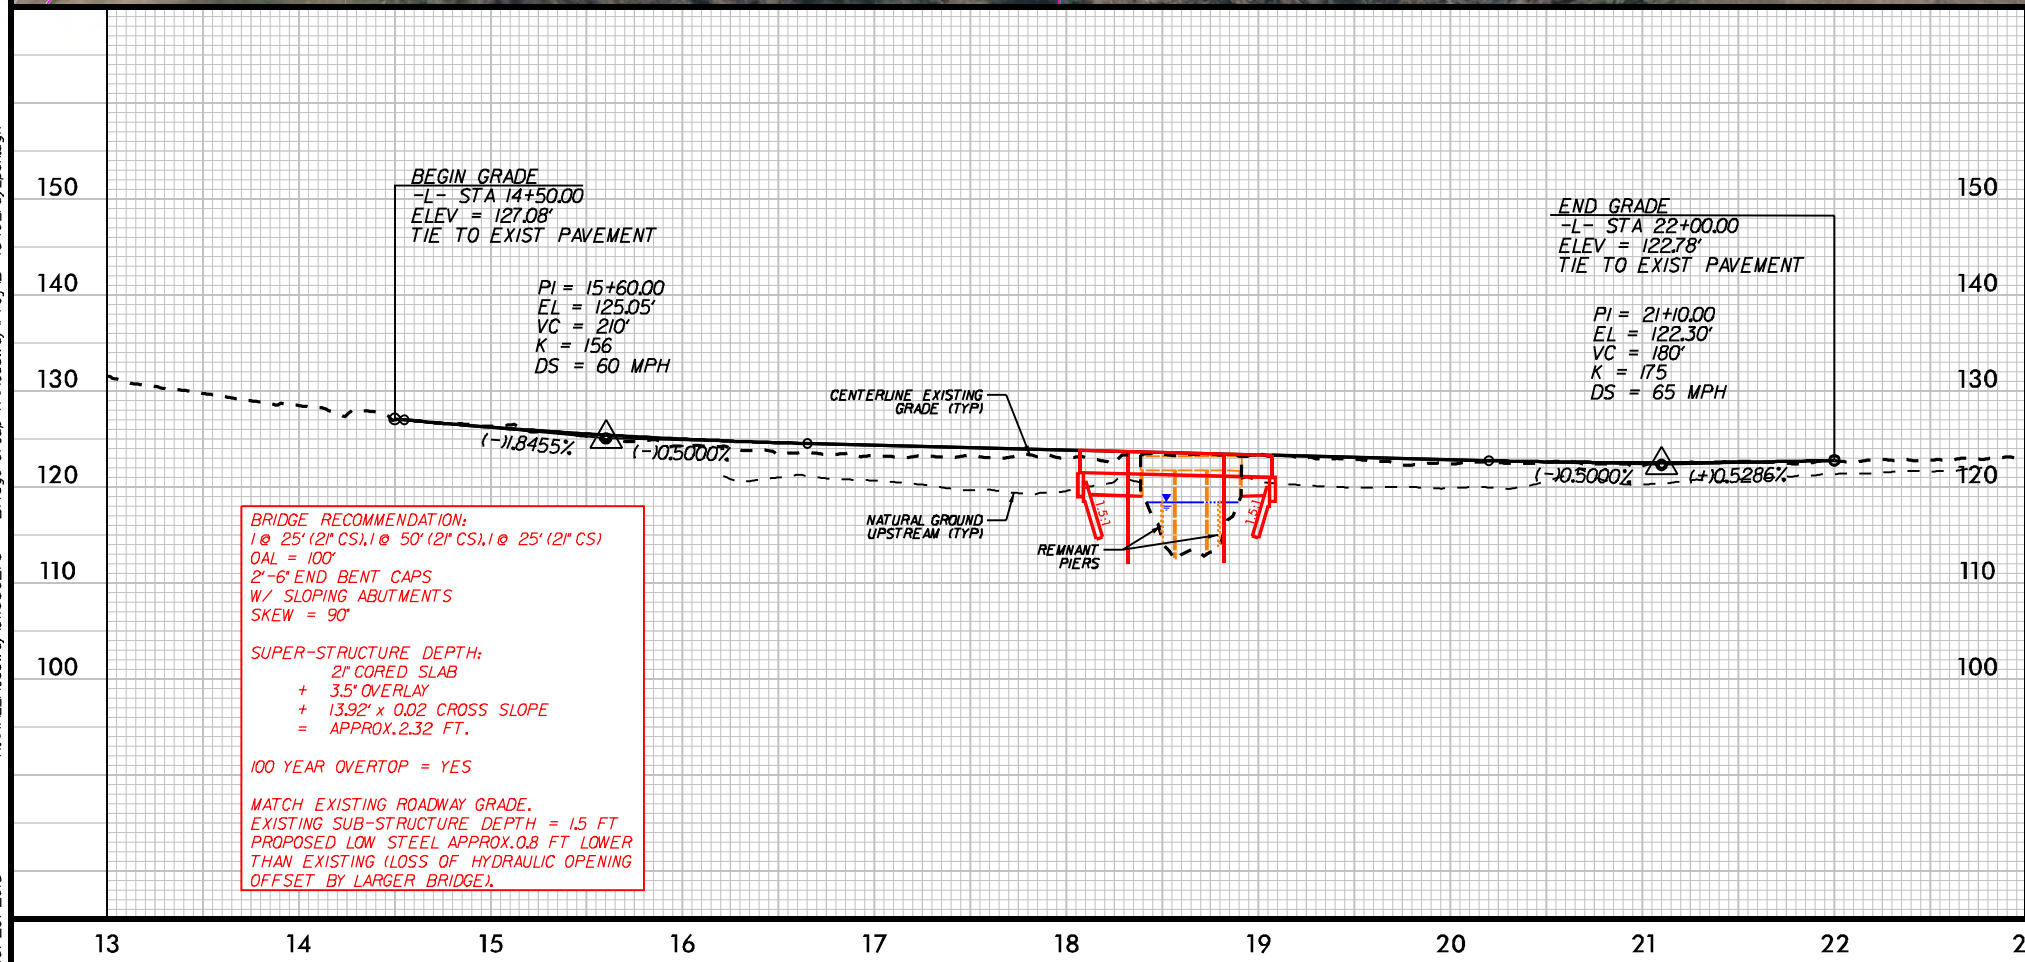 BEGIN GRADE
-L- STA 14+50.00
ELEV = 127.08'
TIE TO EXIST PAVEMENT
PI = 15+60.00
EL = 125.05'
VC = 210'
K = 156
DS = 60 MPH
END GRADE
-L- STA 22+00.00
ELEV = 122.78'
TIE TO EXIST PAVEMENT
PI = 21+10.00
EL = 122.30'
VC = 180'
K = 175
DS = 65 MPH
150
140
130
120
110
100
150
140
130
120
110
100
CENTERLINE EXISTING
GRADE (TYP)
(-)1.8455%
(-)0.5000%
(-)0.5000%
(+)0.5286%
NATURAL GROUND
UPSTREAM (TYP)
REMNANT
PIERS
1.5:1
1.5:1
BRIDGE RECOMMENDATION:
1 @ 25' (21" CS), 1 @ 50' (21" CS), 1 @ 25' (21" CS)
OAL = 100'
2'-6" END BENT CAPS
W/ SLOPING ABUTMENTS
SKEW = 90°
SUPER-STRUCTURE DEPTH:
21" CORED SLAB
+ 3.5" OVERLAY
+ 13.92' x 0.02 CROSS SLOPE
= APPROX. 2.32 FT.
100 YEAR OVERTOP = YES
MATCH EXISTING ROADWAY GRADE.
EXISTING SUB-STRUCTURE DEPTH = 1.5 FT
PROPOSED LOW STEEL APPROX. 0.8 FT LOWER
THAN EXISTING (LOSS OF HYDRAULIC OPENING
OFFSET BY LARGER BRIDGE).
13 14 15 16 17 18 19 20 21 22